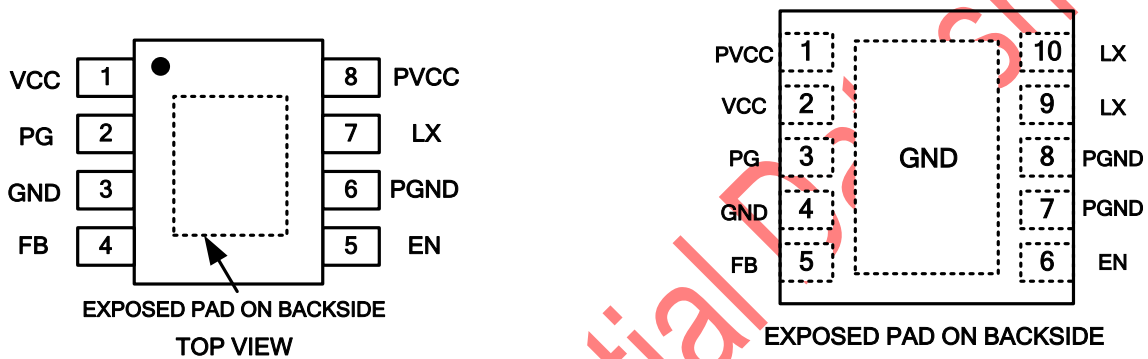 VCC 1 8 PVCC
PG 2 7 LX
GND 3 6 PGND
FB 4 5 EN
EXPOSED PAD ON BACKSIDE
TOP VIEW
PVCC 1 10 LX
VCC 2 9 LX
PG 3 GND 8 PGND
GND 4 7 PGND
FB 5 6 EN
EXPOSED PAD ON BACKSIDE